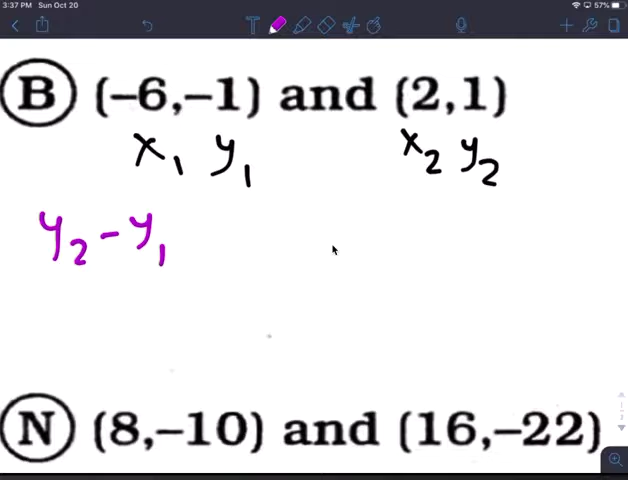 3:37 PM Sun Oct 20 57%
B (–6,–1) and (2,1)
x₁ y₁ x₂ y₂
y₂ – y₁
N (8,–10) and (16,–22)